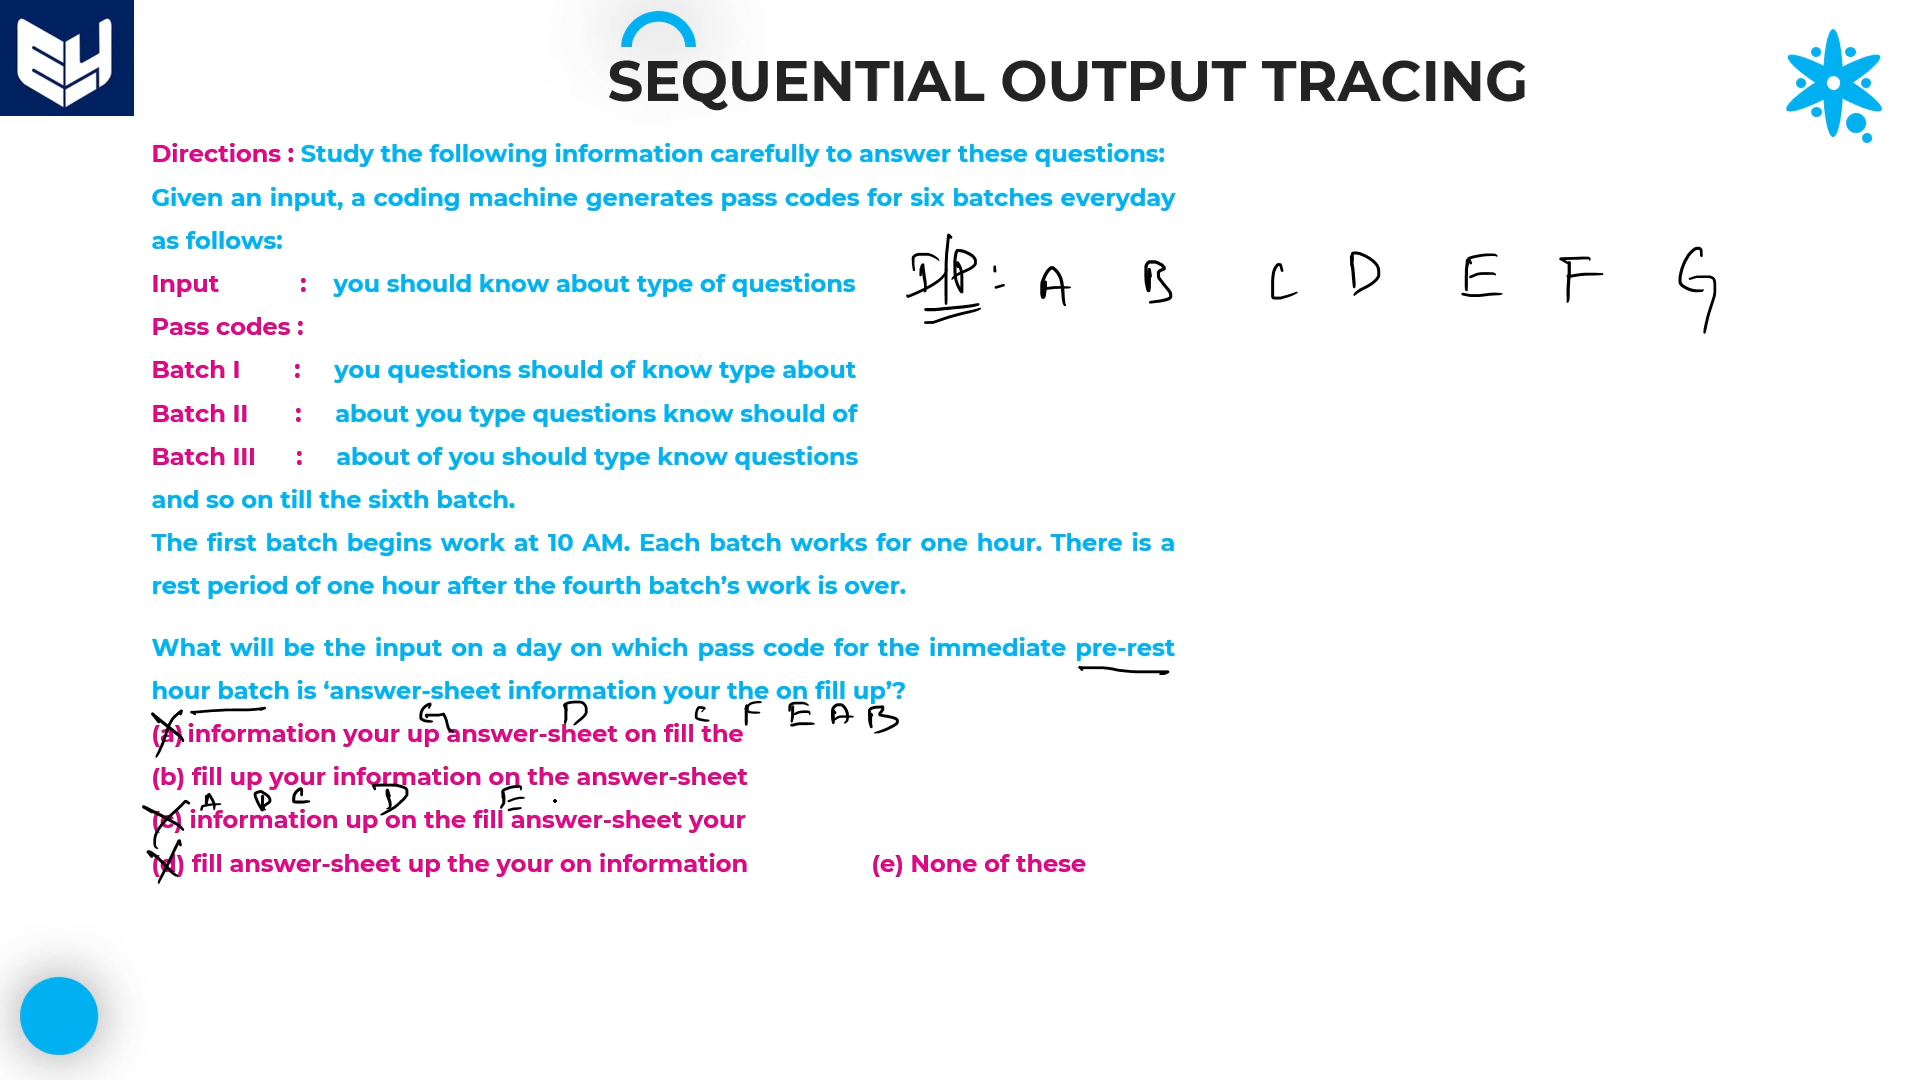 SEQUENTIAL OUTPUT TRACING
Directions : Study the following information carefully to answer these questions:
Given an input, a coding machine generates pass codes for six batches everyday
as follows:
Input : you should know about type of questions
I/P : A B C D E F G
Pass codes :
Batch I : you questions should of know type about
Batch II : about you type questions know should of
Batch III : about of you should type know questions
and so on till the sixth batch.
The first batch begins work at 10 AM. Each batch works for one hour. There is a
rest period of one hour after the fourth batch’s work is over.
What will be the input on a day on which pass code for the immediate pre-rest
hour batch is ‘answer-sheet information your the on fill up’?
G D C F E A B
(a) information your up answer-sheet on fill the
(b) fill up your information on the answer-sheet
A B C D E
(c) information up on the fill answer-sheet your
(d) fill answer-sheet up the your on information (e) None of these